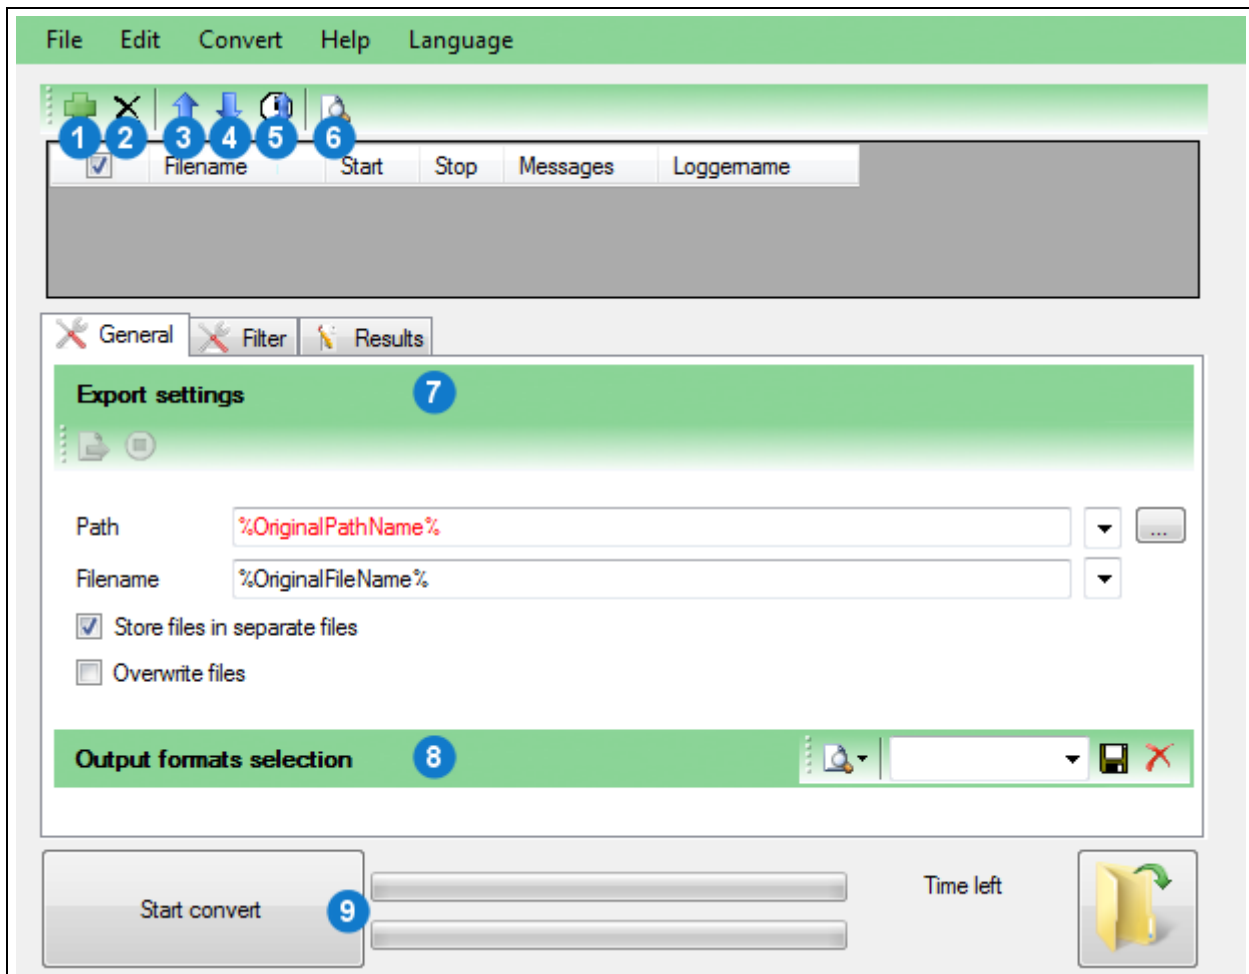 File Edit Convert Help Language
1 2 3 4 5 6
Filename Start Stop Messages Loggername
General Filter Results
Export settings 7
Path %OriginalPathName% ...
Filename %OriginalFileName%
Store files in separate files
Overwrite files
Output formats selection 8
Start convert 9 Time left